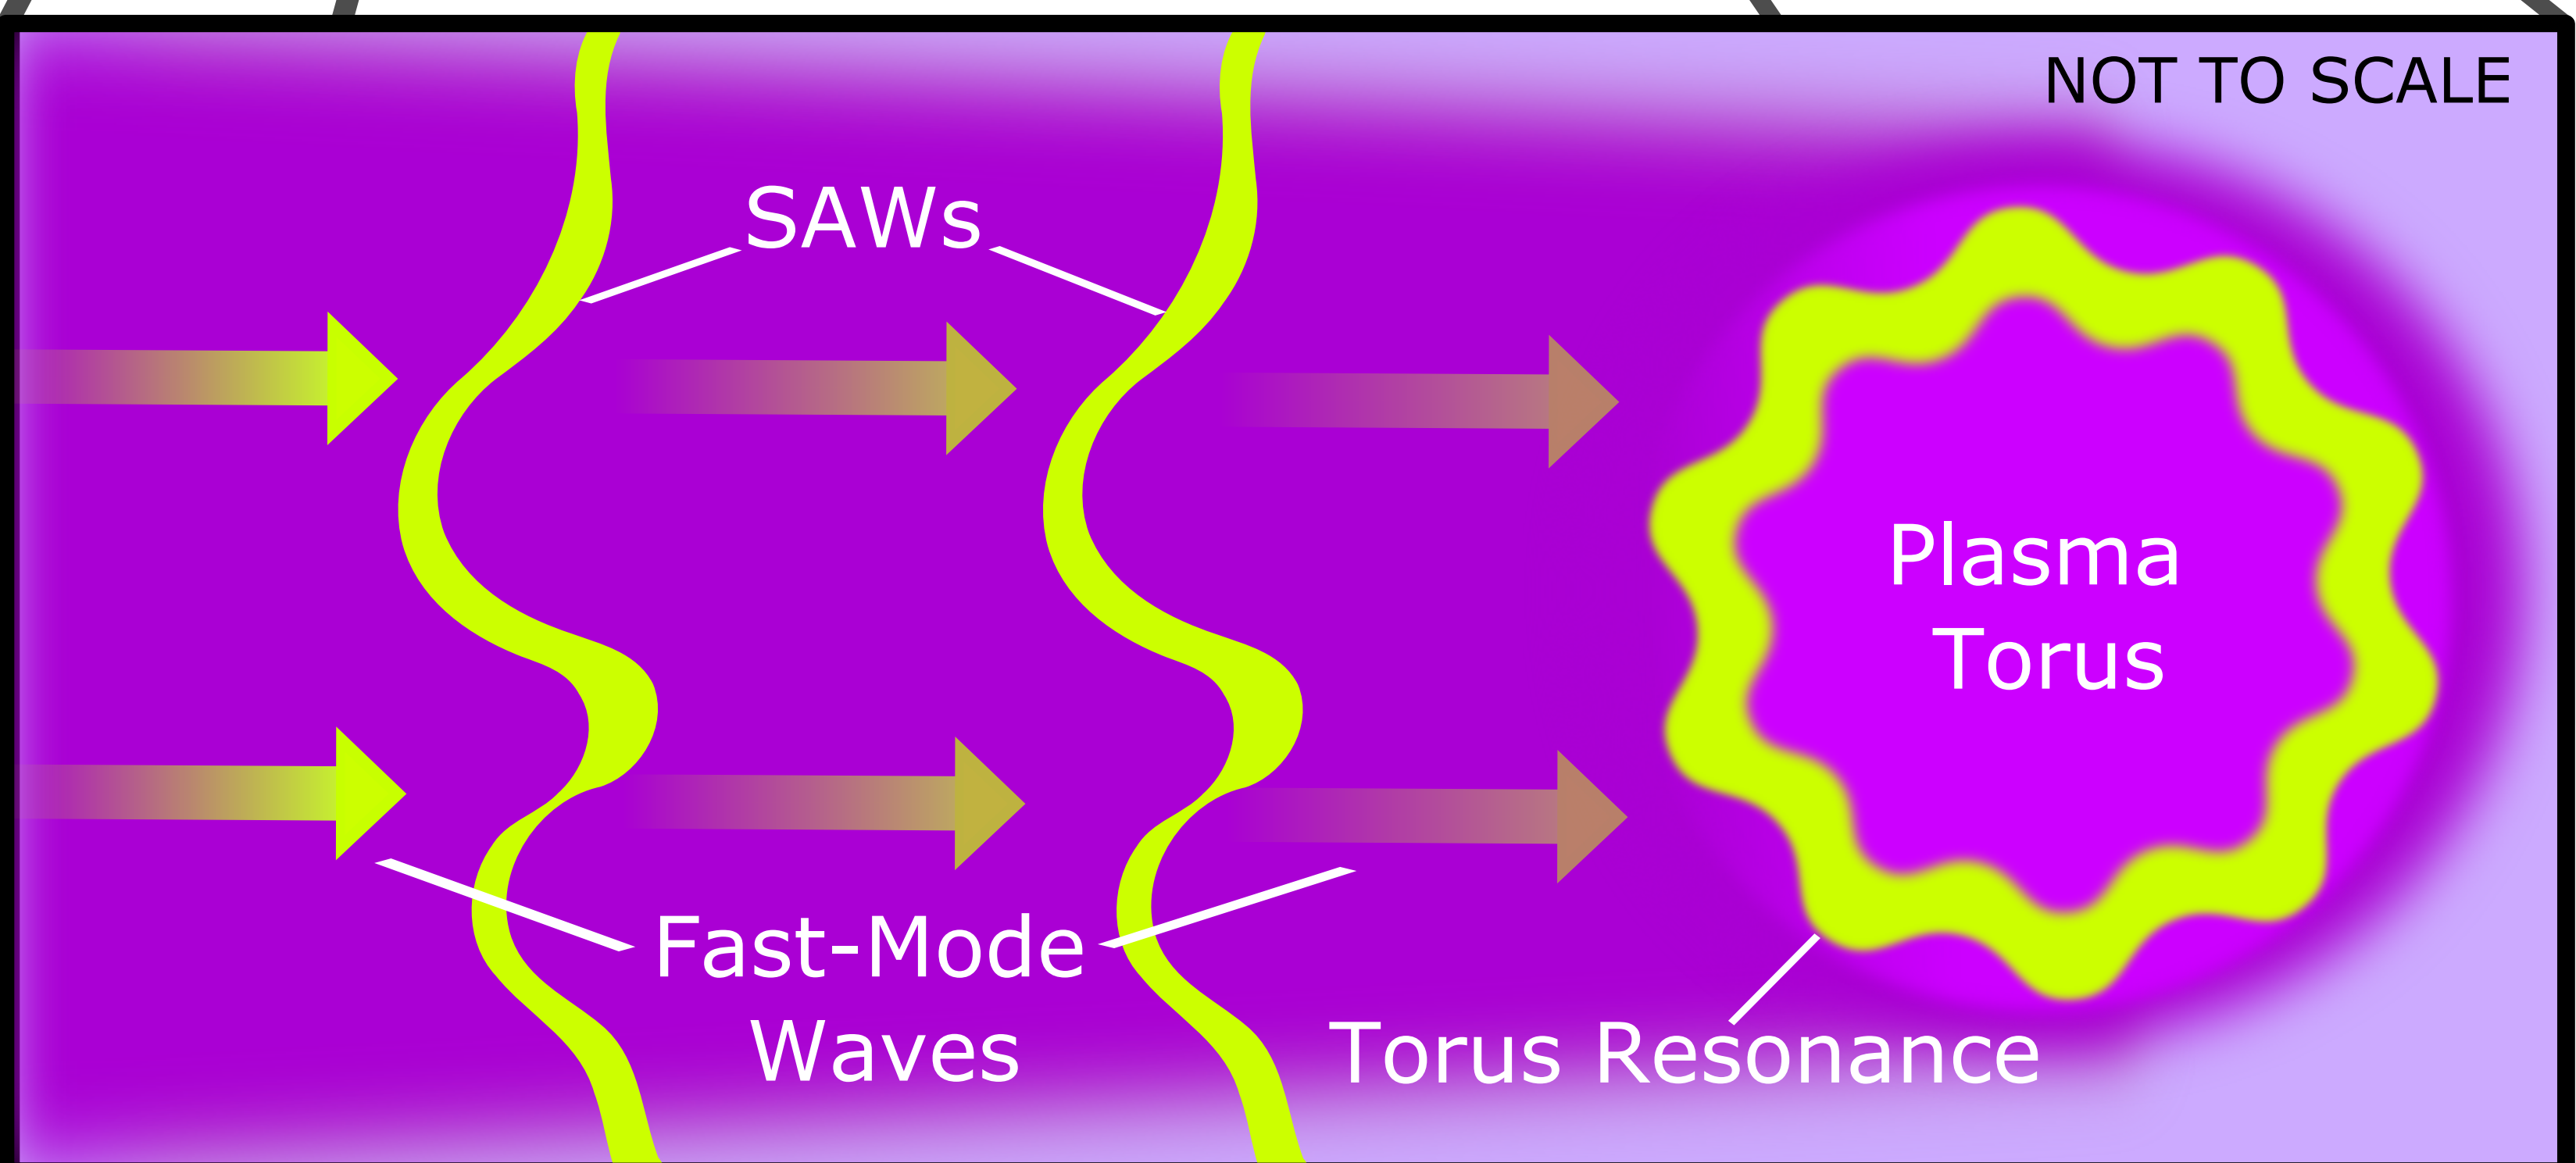 NOT TO SCALE
SAWs
Plasma
Torus
Fast-Mode
Waves
Torus Resonance